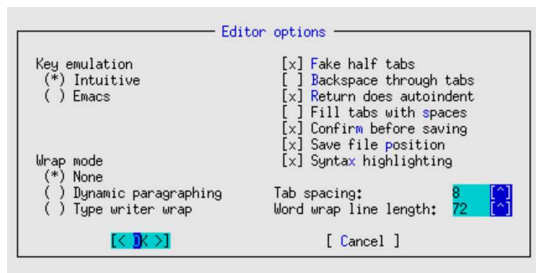 Editor options
Key emulation
(*) Intuitive
( ) Emacs
Wrap mode
(*) None
( ) Dynamic paragraphing
( ) Type writer wrap
[x] Fake half tabs
[ ] Backspace through tabs
[x] Return does autoindent
[ ] Fill tabs with spaces
[x] Confirm before saving
[x] Save file position
[x] Syntax highlighting
Tab spacing: 8 [^]
Word wrap line length: 72 [^]
[< OK >] [ Cancel ]